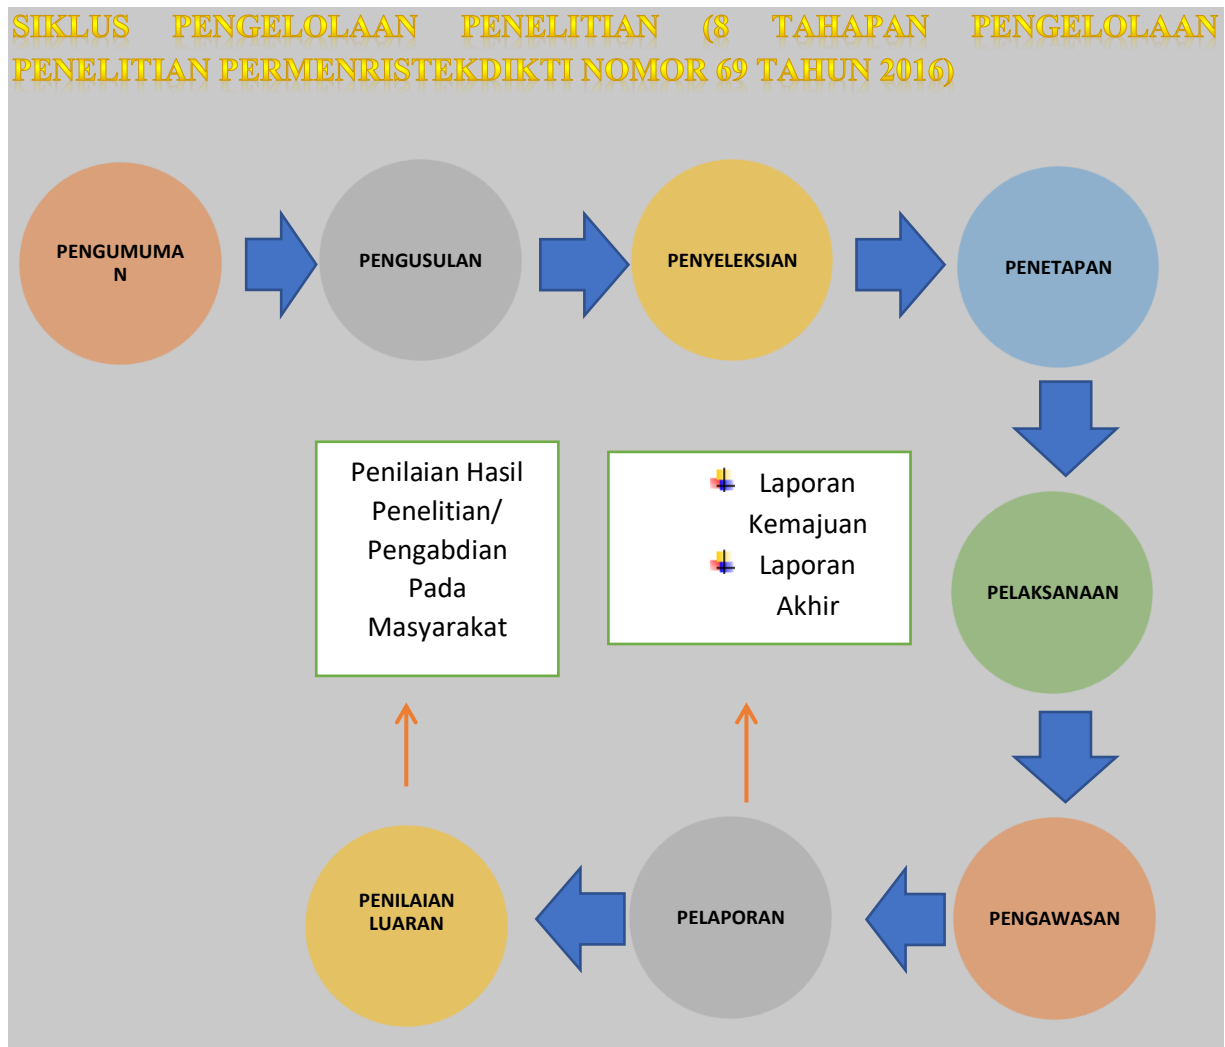 SIKLUS PENGELOLAAN PENELITIAN (8 TAHAPAN PENGELOLAAN
PENELITIAN PERMENRISTEKDIKTI NOMOR 69 TAHUN 2016)
PENGUMUMA
N
PENGUSULAN
PENYELEKSIAN
PENETAPAN
Penilaian Hasil
Penelitian/
Pengabdian
Pada
Masyarakat
Laporan
Kemajuan
Laporan
Akhir
PELAKSANAAN
PENILAIAN
LUARAN
PELAPORAN
PENGAWASAN